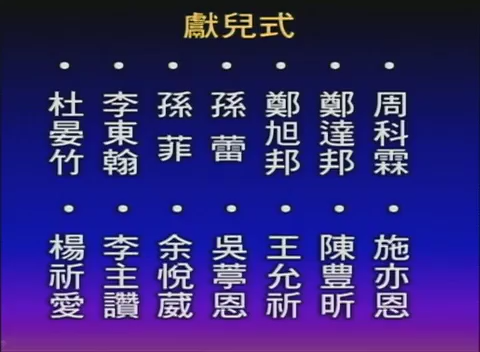 獻兒式
周科霖
鄭達邦
鄭旭邦
孫蕾
孫菲
李東翰
杜晏竹
施亦恩
陳豊昕
王允祈
吳葶恩
余悅葳
李主讚
楊祈愛